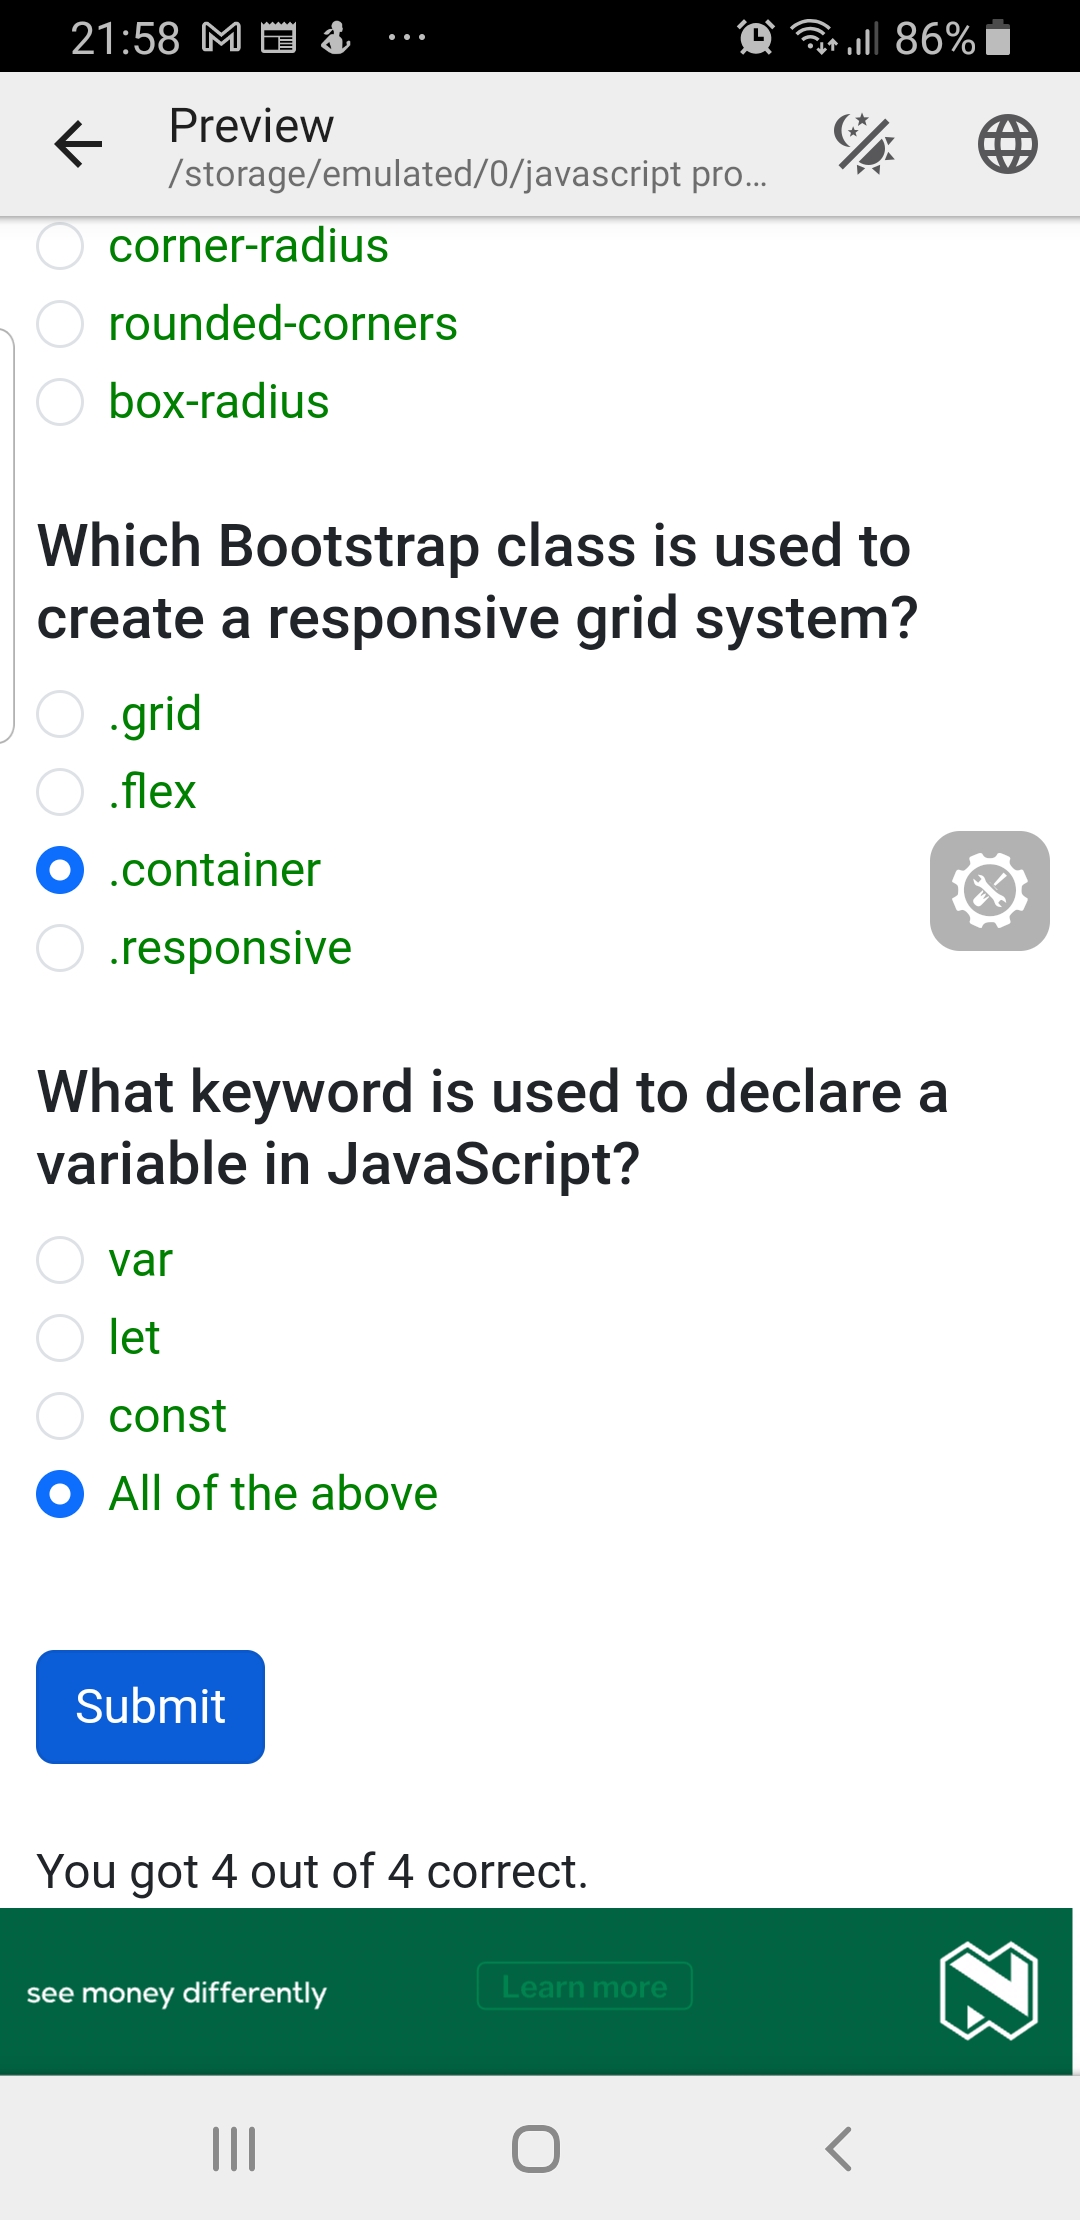 21:58
86%
Preview
/storage/emulated/0/javascript pro...
corner-radius
rounded-corners
box-radius
Which Bootstrap class is used to
create a responsive grid system?
.grid
.flex
.container
.responsive
What keyword is used to declare a
variable in JavaScript?
var
let
const
All of the above
Submit
You got 4 out of 4 correct.
see money differently
Learn more